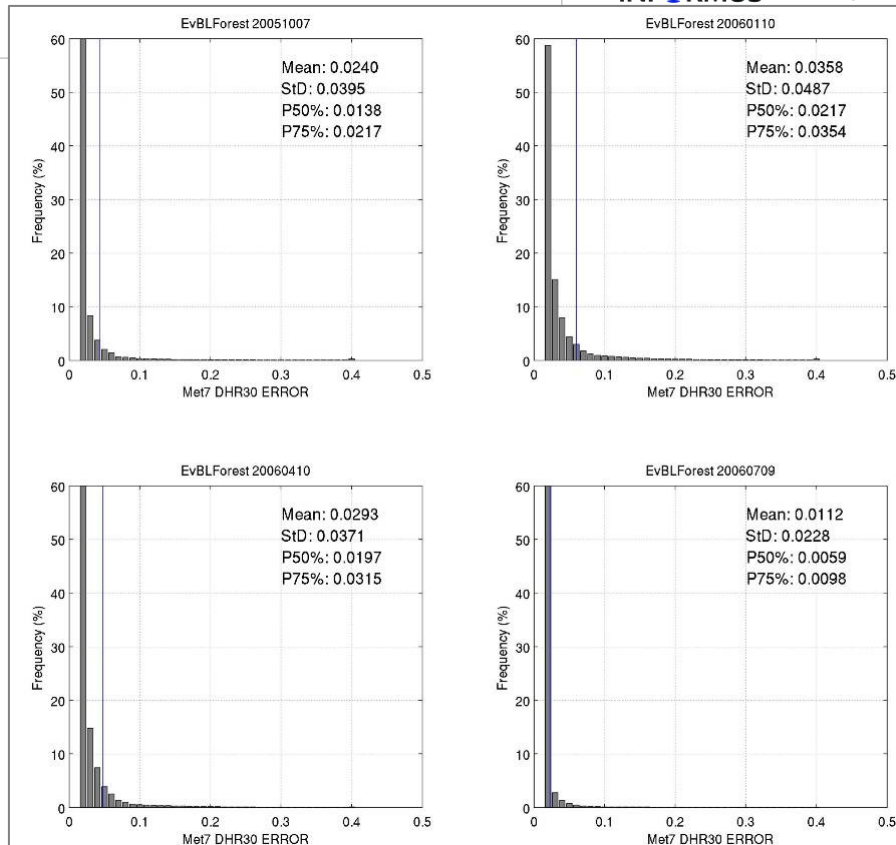 EvBLForest 20051007
Mean: 0.0240
StD: 0.0395
P50%: 0.0138
P75%: 0.0217
Frequency (%)
60
50
40
30
20
10
0
0 0.1 0.2 0.3 0.4 0.5
Met7 DHR30 ERROR
EvBLForest 20060110
Mean: 0.0358
StD: 0.0487
P50%: 0.0217
P75%: 0.0354
Frequency (%)
60
50
40
30
20
10
0
0 0.1 0.2 0.3 0.4 0.5
Met7 DHR30 ERROR
EvBLForest 20060410
Mean: 0.0293
StD: 0.0371
P50%: 0.0197
P75%: 0.0315
Frequency (%)
60
50
40
30
20
10
0
0 0.1 0.2 0.3 0.4 0.5
Met7 DHR30 ERROR
EvBLForest 20060709
Mean: 0.0112
StD: 0.0228
P50%: 0.0059
P75%: 0.0098
Frequency (%)
60
50
40
30
20
10
0
0 0.1 0.2 0.3 0.4 0.5
Met7 DHR30 ERROR